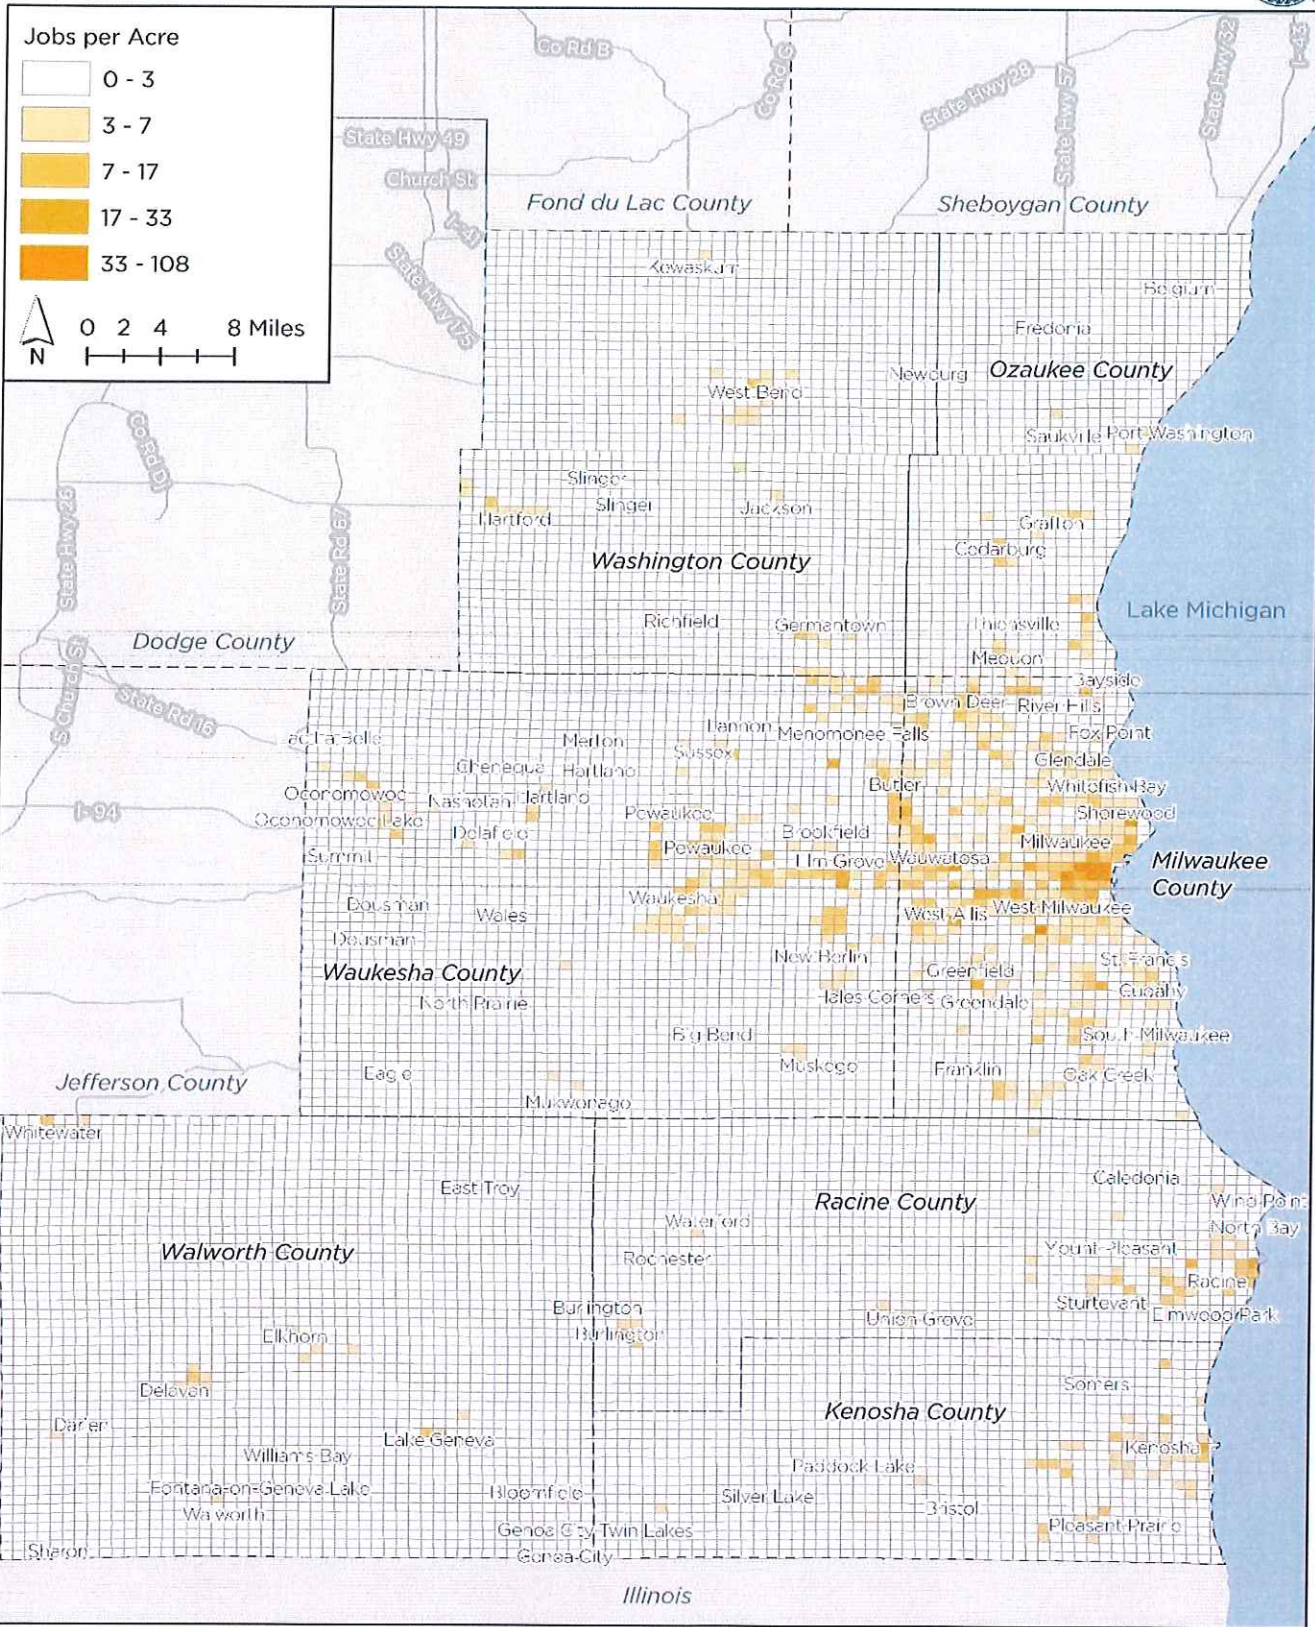 Jobs per Acre
0 - 3
3 - 7
7 - 17
17 - 33
33 - 108
0 2 4 8 Miles
N
Co Rd B
Co Rd G
State Hwy 28
State Hwy 57
State Hwy 32
I-43
State Hwy 49
Church St
I-41
State Hwy 175
Fond du Lac County
Sheboygan County
Kewaskum
Belgium
Fredonia
Newburg
Ozaukee County
West Bend
Saukville
Port Washington
Co Rd D
State Hwy 26
State Rd 67
Slinger
Slinger
Jackson
Hartford
Grafton
Cedarburg
Washington County
Lake Michigan
Richfield
Germantown
Thiensville
Dodge County
Mequon
Bayside
S Church St
State Rd 16
Brown Deer
River Hills
Lac La Belle
Merton
Lannon
Menomonee Falls
Fox Point
Sussex
Chenequa
Hartland
Glendale
Oconomowoc
Nashotah
Hartland
Butler
Whitefish Bay
I-94
Oconomowoc Lake
Delafield
Pewaukee
Brookfield
Shorewood
Milwaukee
Summit
Pewaukee
Elm Grove
Wauwatosa
Milwaukee
County
Dousman
Wales
Waukesha
West Allis
West Milwaukee
Dousman
New Berlin
St. Francis
Waukesha County
Greenfield
Cudahy
North Prairie
Hales Corners
Greendale
Big Bend
South Milwaukee
Muskego
Franklin
Oak Creek
Eagle
Jefferson County
Mukwonago
Whitewater
East Troy
Caledonia
Racine County
Wind Point
Waterford
North Bay
Walworth County
Rochester
Mount Pleasant
Racine
Burlington
Burlington
Sturtevant
Elmwood Park
Union Grove
Elkhorn
Delavan
Somers
Darien
Kenosha County
Lake Geneva
Kenosha
Williams Bay
Paddock Lake
Fontana-on-Geneva Lake
Bloomfield
Silver Lake
Bristol
Walworth
Genoa City
Twin Lakes
Pleasant Prairie
Sharon
Genoa City
Illinois